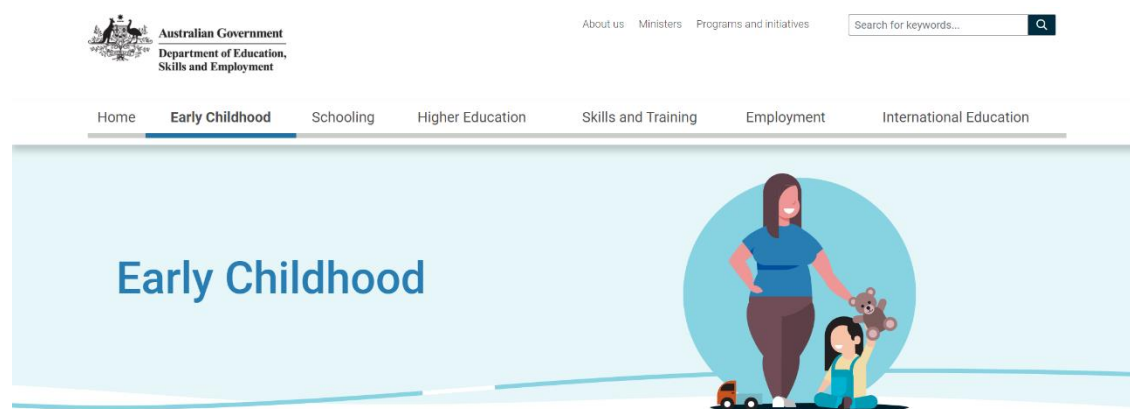 Australian Government
Department of Education,
Skills and Employment
About us Ministers Programs and initiatives
Search for keywords...
Home Early Childhood Schooling Higher Education Skills and Training Employment International Education
Early Childhood